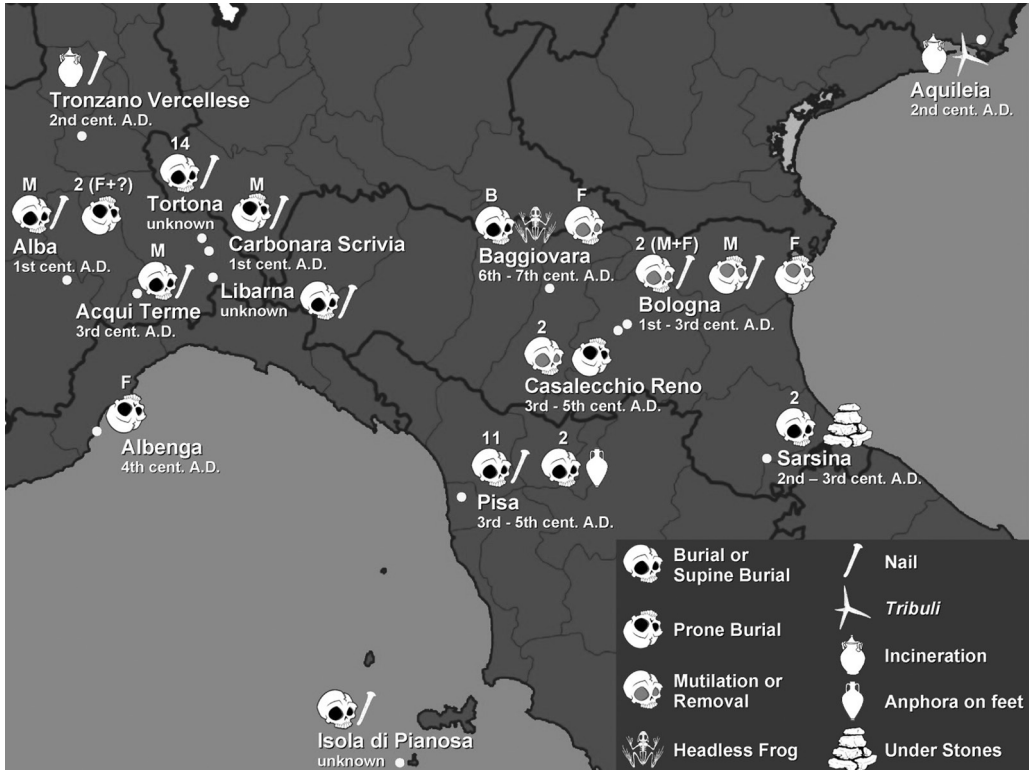 Tronzano Vercellese
2nd cent. A.D.
Aquileia
2nd cent. A.D.
14
Tortona
unknown
M
2 (F+?)
Alba
1st cent. A.D.
M
Carbonara Scrivia
1st cent. A.D.
M
Acqui Terme
3rd cent. A.D.
Libarna
unknown
B
F
Baggiovara
6th - 7th cent. A.D.
2 (M+F)
M
F
Bologna
1st - 3rd cent. A.D.
2
Casalecchio Reno
3rd - 5th cent. A.D.
F
Albenga
4th cent. A.D.
11
2
Pisa
3rd - 5th cent. A.D.
2
Sarsina
2nd – 3rd cent. A.D.
Isola di Pianosa
unknown
Burial or
Supine Burial
Prone Burial
Mutilation or
Removal
Headless Frog
Nail
Tribuli
Incineration
Anphora on feet
Under Stones